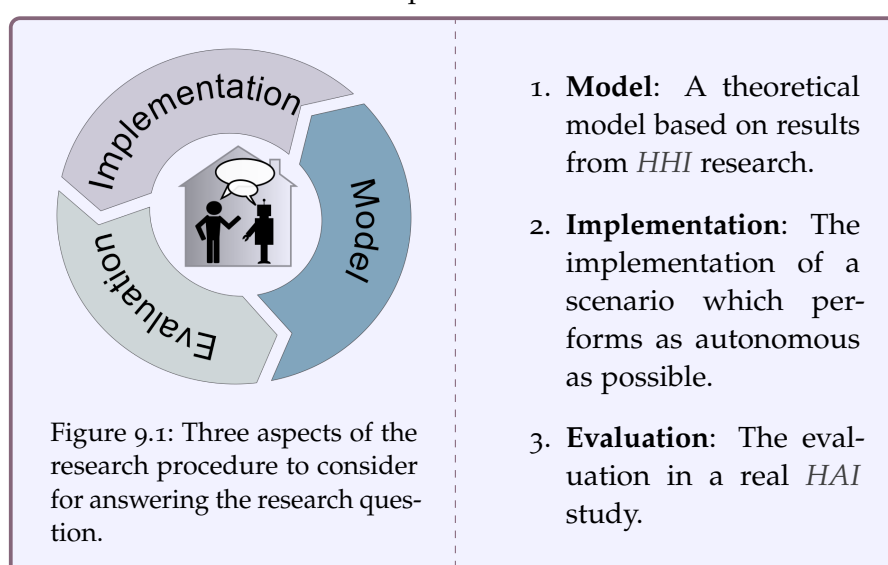 Implementation
Model
Evaluation
Figure 9.1: Three aspects of the
research procedure to consider
for answering the research ques-
tion.
1. Model: A theoretical
model based on results
from HHI research.
2. Implementation: The
implementation of a
scenario which per-
forms as autonomous
as possible.
3. Evaluation: The eval-
uation in a real HAI
study.